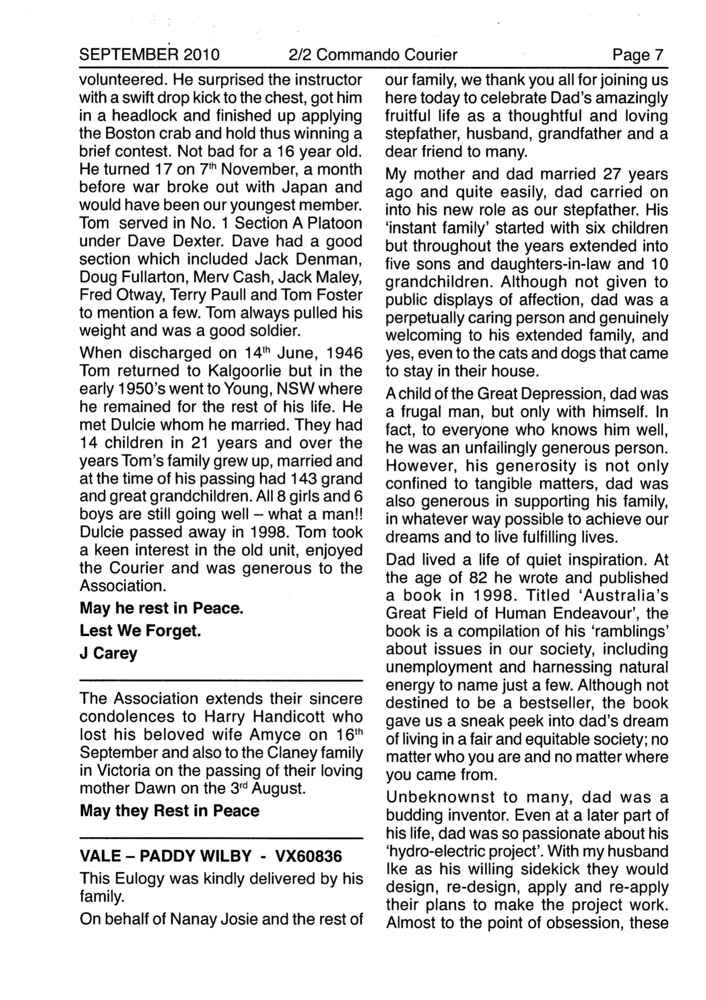 SEPTEMBER 2010 2/2 Commando Courier Page 7
volunteered. He surprised the instructor
with a swift drop kick to the chest, got him
in a headlock and finished up applying
the Boston crab and hold thus winning a
brief contest. Not bad for a 16 year old.
He turned 17 on 7th November, a month
before war broke out with Japan and
would have been our youngest member.
Tom served in No. 1 Section A Platoon
under Dave Dexter. Dave had a good
section which included Jack Denman,
Doug Fullarton, Merv Cash, Jack Maley,
Fred Otway, Terry Paull and Tom Foster
to mention a few. Tom always pulled his
weight and was a good soldier.
When discharged on 14th June, 1946
Tom returned to Kalgoorlie but in the
early 1950's went to Young, NSW where
he remained for the rest of his life. He
met Dulcie whom he married. They had
14 children in 21 years and over the
years Tom's family grew up, married and
at the time of his passing had 143 grand
and great grandchildren. All 8 girls and 6
boys are still going well – what a man!!
Dulcie passed away in 1998. Tom took
a keen interest in the old unit, enjoyed
the Courier and was generous to the
Association.
May he rest in Peace.
Lest We Forget.
J Carey
The Association extends their sincere
condolences to Harry Handicott who
lost his beloved wife Amyce on 16th
September and also to the Claney family
in Victoria on the passing of their loving
mother Dawn on the 3rd August.
May they Rest in Peace
VALE – PADDY WILBY - VX60836
This Eulogy was kindly delivered by his
family.
On behalf of Nanay Josie and the rest of
our family, we thank you all for joining us
here today to celebrate Dad's amazingly
fruitful life as a thoughtful and loving
stepfather, husband, grandfather and a
dear friend to many.
My mother and dad married 27 years
ago and quite easily, dad carried on
into his new role as our stepfather. His
'instant family' started with six children
but throughout the years extended into
five sons and daughters-in-law and 10
grandchildren. Although not given to
public displays of affection, dad was a
perpetually caring person and genuinely
welcoming to his extended family, and
yes, even to the cats and dogs that came
to stay in their house.
A child of the Great Depression, dad was
a frugal man, but only with himself. In
fact, to everyone who knows him well,
he was an unfailingly generous person.
However, his generosity is not only
confined to tangible matters, dad was
also generous in supporting his family,
in whatever way possible to achieve our
dreams and to live fulfilling lives.
Dad lived a life of quiet inspiration. At
the age of 82 he wrote and published
a book in 1998. Titled 'Australia's
Great Field of Human Endeavour', the
book is a compilation of his 'ramblings'
about issues in our society, including
unemployment and harnessing natural
energy to name just a few. Although not
destined to be a bestseller, the book
gave us a sneak peek into dad's dream
of living in a fair and equitable society; no
matter who you are and no matter where
you came from.
Unbeknownst to many, dad was a
budding inventor. Even at a later part of
his life, dad was so passionate about his
'hydro-electric project'. With my husband
Ike as his willing sidekick they would
design, re-design, apply and re-apply
their plans to make the project work.
Almost to the point of obsession, these